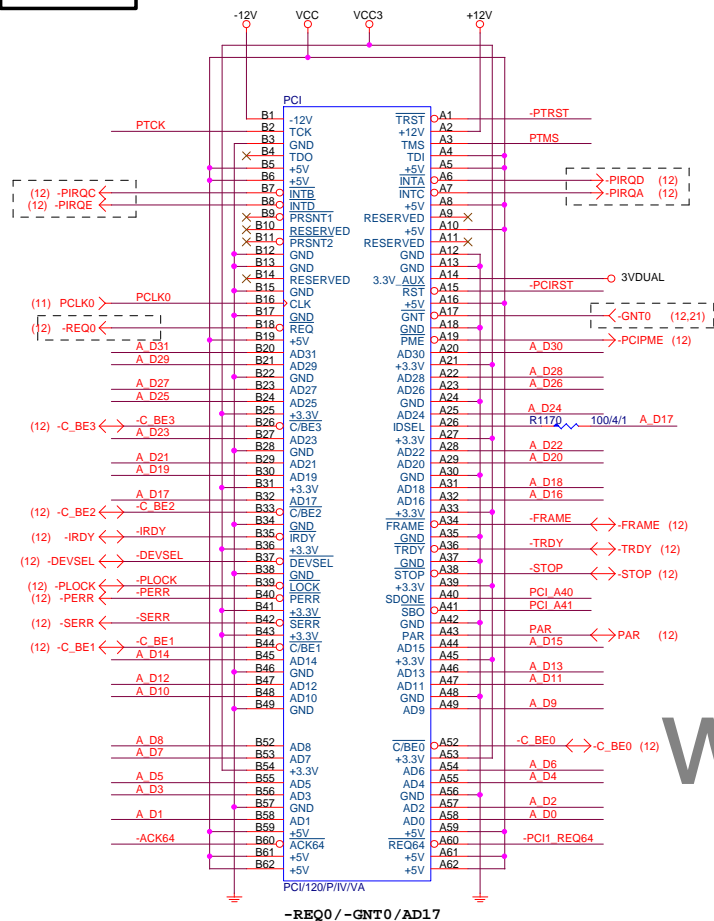 -12V VCC VCC3 +12V
PCI
B1 -12V TRST A1 -PTRST
PTCK B2 TCK +12V A2
B3 GND TMS A3 PTMS
B4 TDO TDI A4
B5 +5V +5V A5
B6 +5V INTA A6 -PIRQD (12)
(12) -PIRQC B7 INTB INTC A7 -PIRQA (12)
(12) -PIRQE B8 INTD +5V A8
B9 PRSNT1 RESERVED A9
B10 RESERVED +5V A10
B11 PRSNT2 RESERVED A11
B12 GND GND A12
B13 GND GND A13
B14 RESERVED 3.3V_AUX A14 3VDUAL
B15 GND RST A15 -PCIRST
(11) PCLK0 PCLK0 B16 CLK +5V A16
B17 GND GNT A17 -GNT0 (12,21)
(12) -REQ0 B18 REQ GND A18
B19 +5V PME A19 -PCIPME (12)
A_D31 B20 AD31 AD30 A20 A_D30
A_D29 B21 AD29 +3.3V A21
B22 GND AD28 A22 A_D28
A_D27 B23 AD27 AD26 A23 A_D26
A_D25 B24 AD25 GND A24
B25 +3.3V AD24 A25 A_D24
(12) -C_BE3 -C_BE3 B26 C/BE3 IDSEL A26 R1170 100/4/1 A_D17
A_D23 B27 AD23 +3.3V A27
B28 GND AD22 A28 A_D22
A_D21 B29 AD21 AD20 A29 A_D20
A_D19 B30 AD19 GND A30
B31 +3.3V AD18 A31 A_D18
A_D17 B32 AD17 AD16 A32 A_D16
(12) -C_BE2 -C_BE2 B33 C/BE2 +3.3V A33
B34 GND FRAME A34 -FRAME -FRAME (12)
(12) -IRDY -IRDY B35 IRDY GND A35
B36 +3.3V TRDY A36 -TRDY -TRDY (12)
(12) -DEVSEL -DEVSEL B37 DEVSEL GND A37
B38 GND STOP A38 -STOP -STOP (12)
(12) -PLOCK -PLOCK B39 LOCK +3.3V A39
(12) -PERR -PERR B40 PERR SDONE A40 PCI_A40
B41 +3.3V SBO A41 PCI_A41
(12) -SERR -SERR B42 SERR GND A42
B43 +3.3V PAR A43 PAR PAR (12)
(12) -C_BE1 -C_BE1 B44 C/BE1 AD15 A44 A_D15
A_D14 B45 AD14 +3.3V A45
B46 GND AD13 A46 A_D13
A_D12 B47 AD12 AD11 A47 A_D11
A_D10 B48 AD10 GND A48
B49 GND AD9 A49 A_D9
A_D8 B52 AD8 C/BE0 A52 -C_BE0 -C_BE0 (12)
A_D7 B53 AD7 +3.3V A53
B54 +3.3V AD6 A54 A_D6
A_D5 B55 AD5 AD4 A55 A_D4
A_D3 B56 AD3 GND A56
B57 GND AD2 A57 A_D2
A_D1 B58 AD1 AD0 A58 A_D0
B59 +5V +5V A59
-ACK64 B60 ACK64 REQ64 A60 -PCI1_REQ64
B61 +5V +5V A61
B62 +5V +5V A62
PCI/120/P/IV/VA
-REQ0/-GNT0/AD17
W